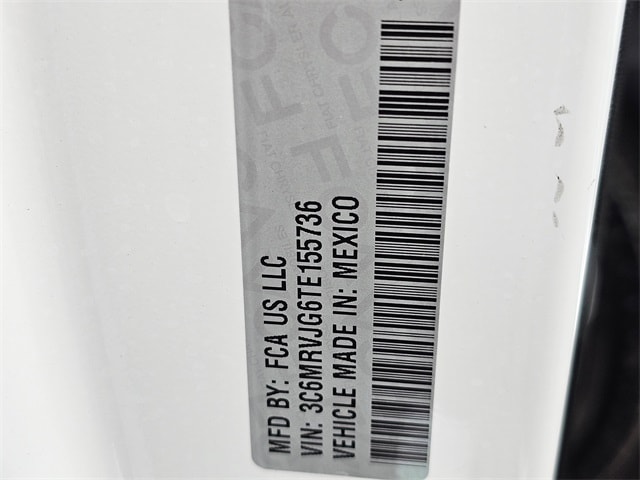 MFD BY: FCA US LLC
VIN: 3C6MRVJG6TE155736
VEHICLE MADE IN: MEXICO